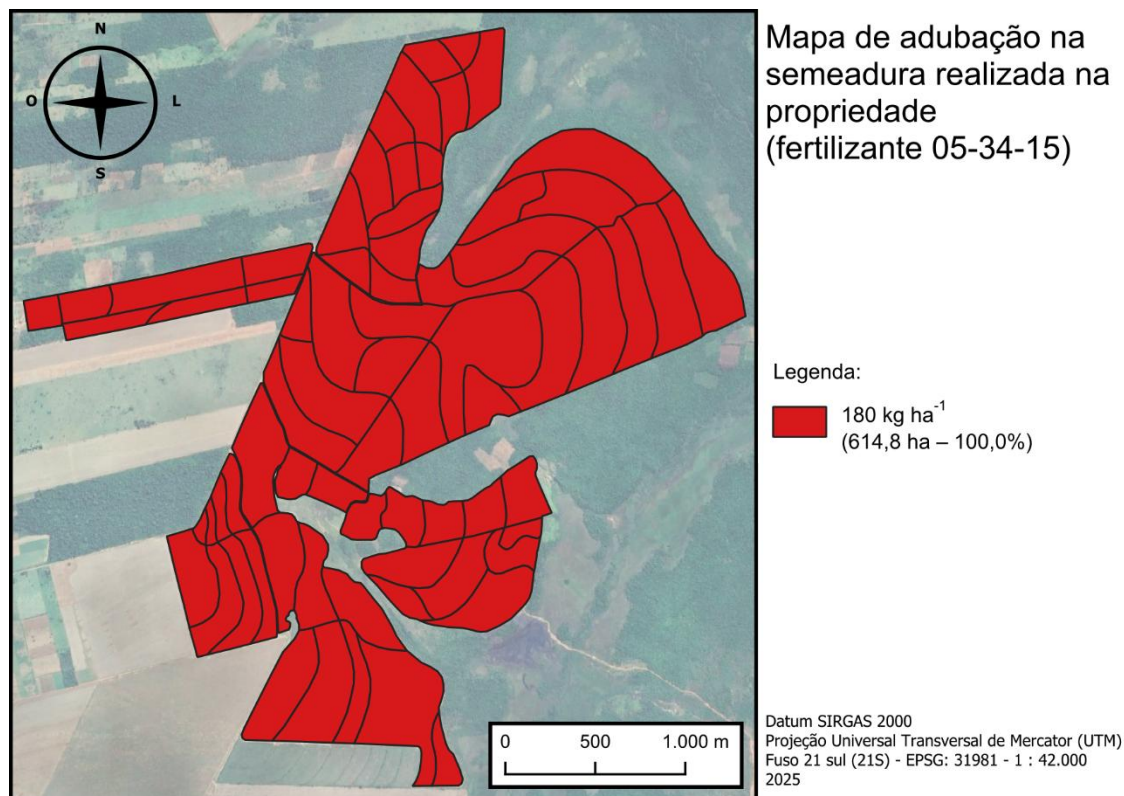 N
O
L
S
Mapa de adubação na
semeadura realizada na
propriedade
(fertilizante 05-34-15)
Legenda:
180 kg ha⁻¹
(614,8 ha – 100,0%)
0 500 1.000 m
Datum SIRGAS 2000
Projeção Universal Transversal de Mercator (UTM)
Fuso 21 sul (21S) - EPSG: 31981 - 1 : 42.000
2025